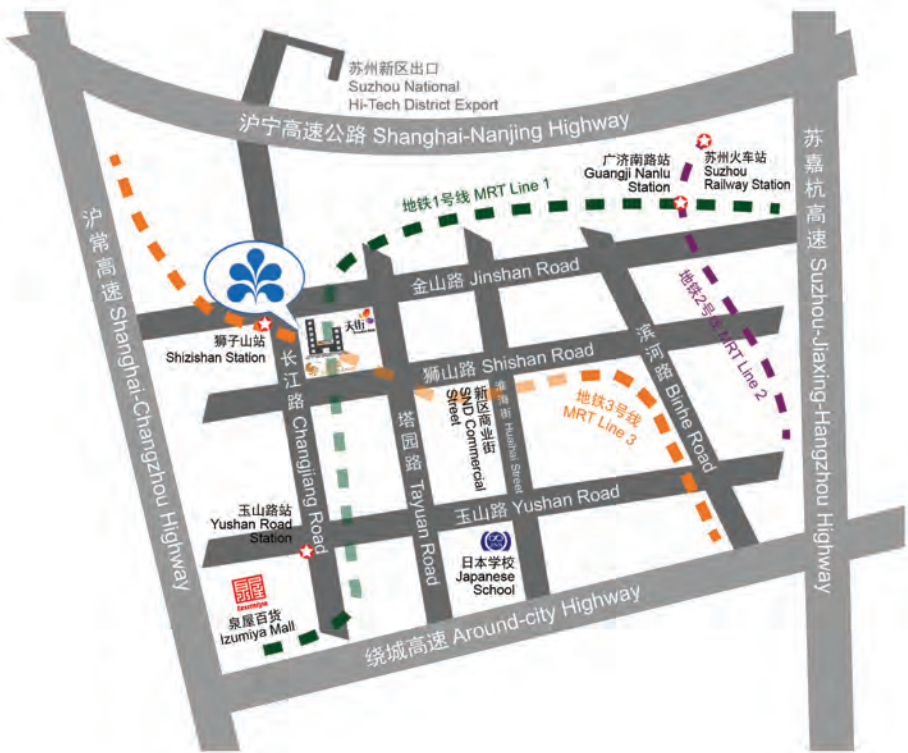 苏州新区出口
Suzhou National
Hi-Tech District Export
沪宁高速公路 Shanghai-Nanjing Highway
广济南路站
Guangji Nanlu
Station
苏州火车站
Suzhou
Railway Station
地铁1号线 MRT Line 1
沪常高速 Shanghai-Changzhou Highway
苏嘉杭高速 Suzhou-Jiaxing-Hangzhou Highway
金山路 Jinshan Road
地铁2号线 MRT Line 2
狮子山站
Shizishan Station
天街
长江路 Changjiang Road
狮山路 Shishan Road
滨河路 Binhe Road
塔园路 Tayuan Road
新区商业街
SND Commercial
Street
淮海街 Huaihai Street
地铁3号线
MRT Line 3
玉山路站
Yushan Road
Station
玉山路 Yushan Road
日本学校
Japanese
School
泉屋
Izumiya
泉屋百货
Izumiya Mall
绕城高速 Around-city Highway